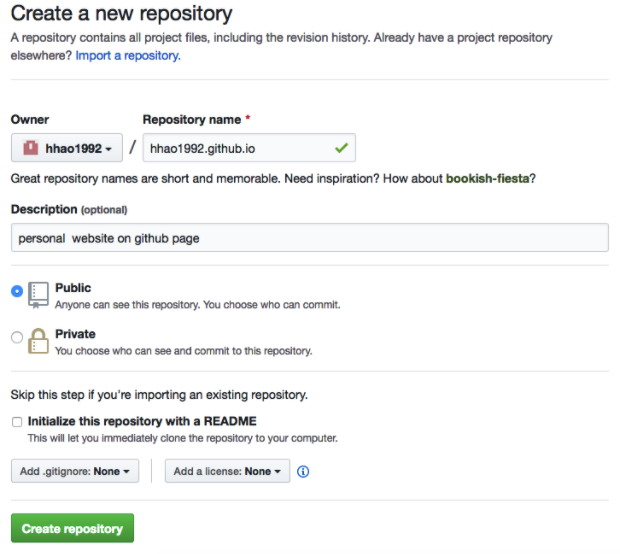 Create a new repository
A repository contains all project files, including the revision history. Already have a project repository
elsewhere? Import a repository.
Owner
Repository name *
hhao1992 / hhao1992.github.io
Great repository names are short and memorable. Need inspiration? How about bookish-fiesta?
Description (optional)
personal website on github page
Public
Anyone can see this repository. You choose who can commit.
Private
You choose who can see and commit to this repository.
Skip this step if you're importing an existing repository.
Initialize this repository with a README
This will let you immediately clone the repository to your computer.
Add .gitignore: None
Add a license: None
Create repository